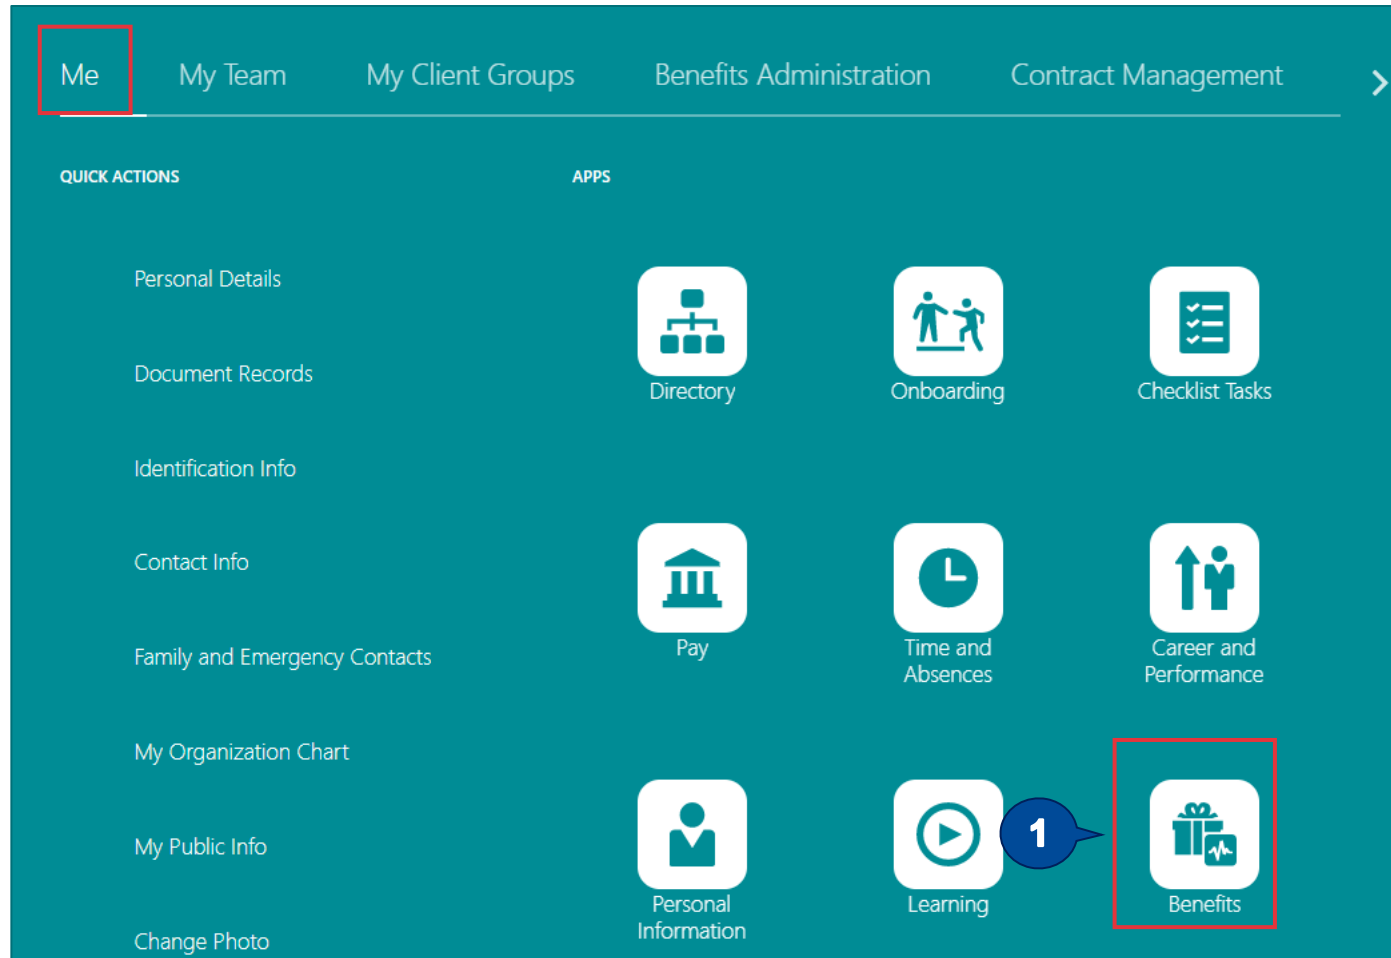 Me
My Team
My Client Groups
Benefits Administration
Contract Management
QUICK ACTIONS
Personal Details
Document Records
Identification Info
Contact Info
Family and Emergency Contacts
My Organization Chart
My Public Info
Change Photo
APPS
Directory
Onboarding
Checklist Tasks
Pay
Time and
Absences
Career and
Performance
Personal
Information
Learning
1
Benefits